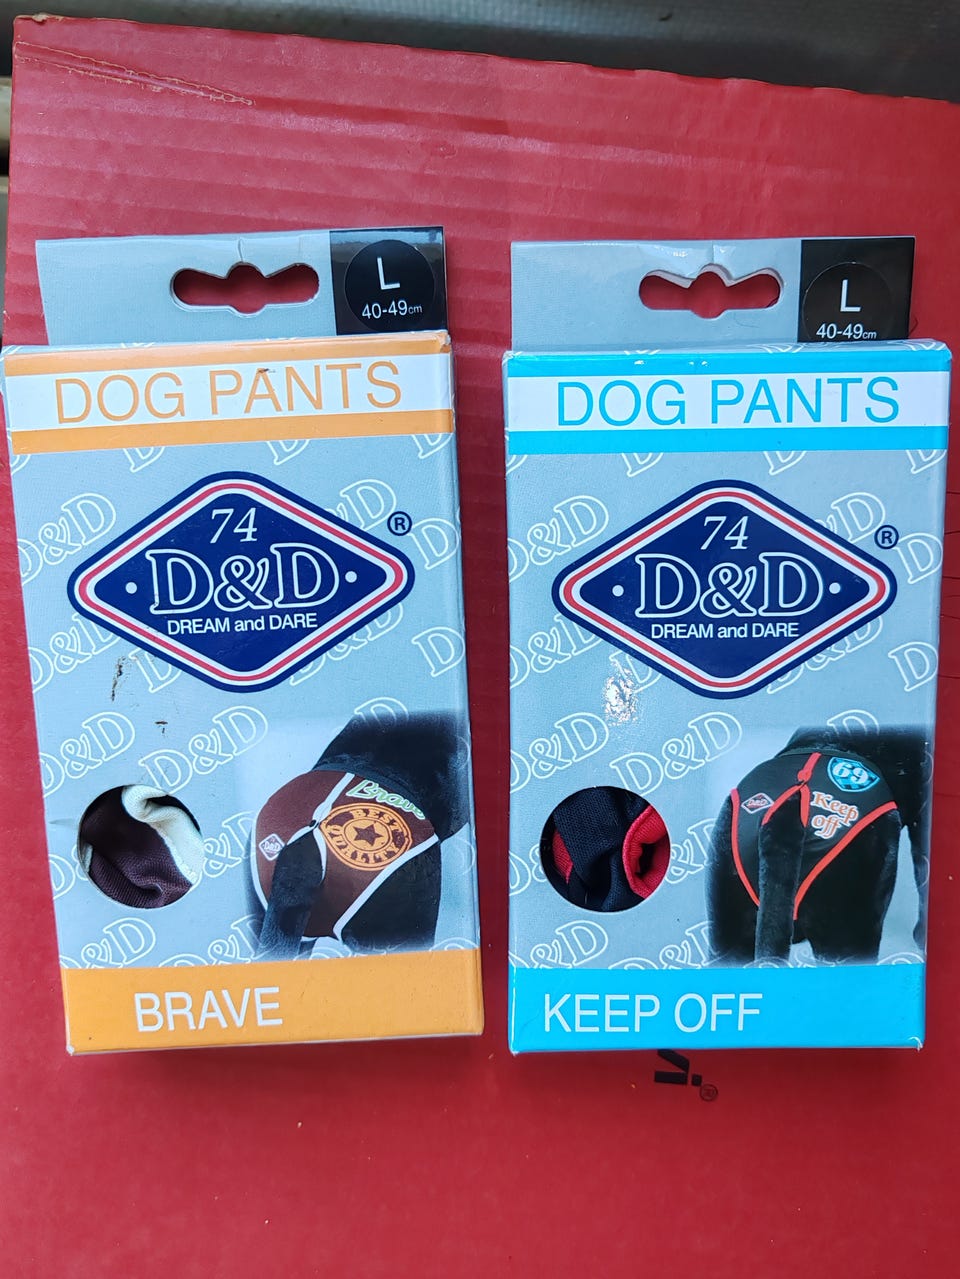 L
40-49cm
DOG PANTS
74
D&D
®
DREAM and DARE
Brave
BEST
QUALITY
D&D
BRAVE
L
40-49cm
DOG PANTS
74
D&D
®
DREAM and DARE
69
D&D
Keep
off
KEEP OFF